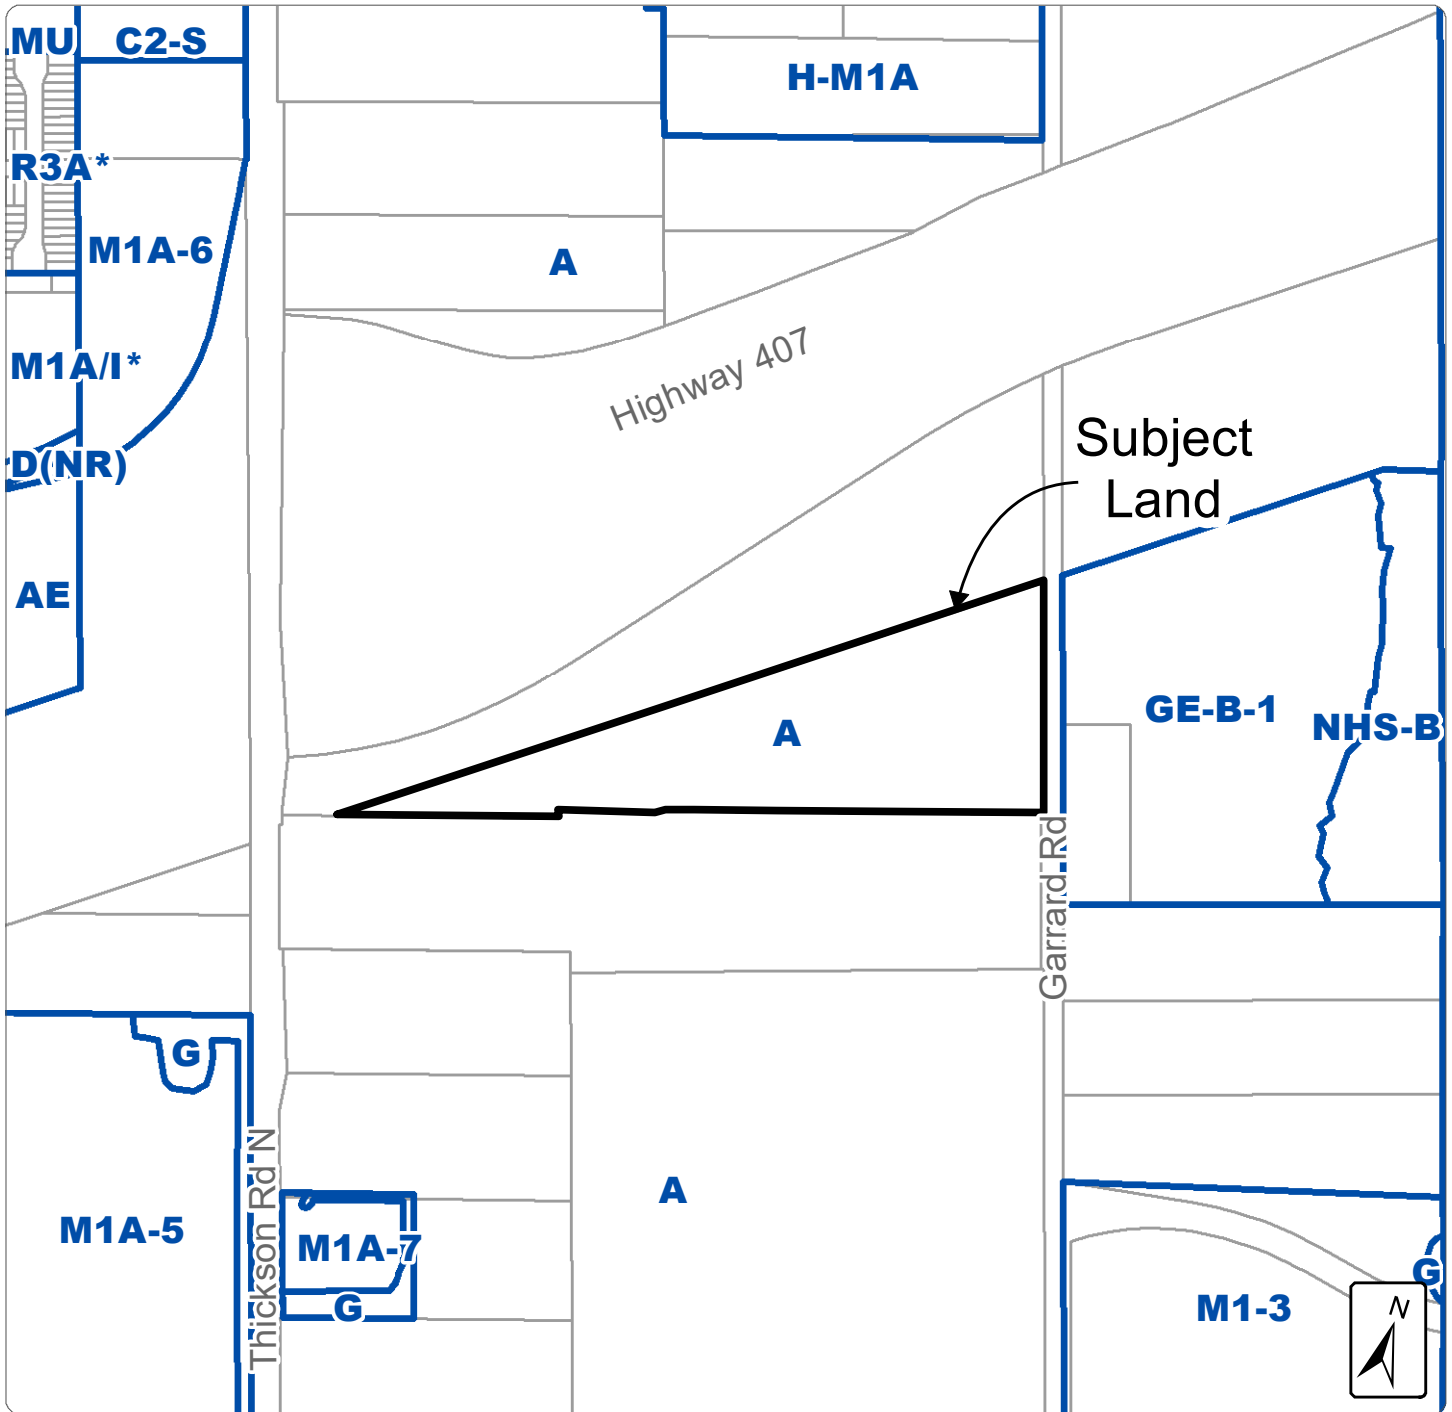 MU
C2-S
H-M1A
R3A*
M1A-6
A
M1A/I*
Highway 407
D(NR)
Subject
Land
AE
GE-B-1
NHS-B
A
Garrard Rd
G
Thickson Rd N
A
M1A-5
M1A-7
G
G
M1-3
N